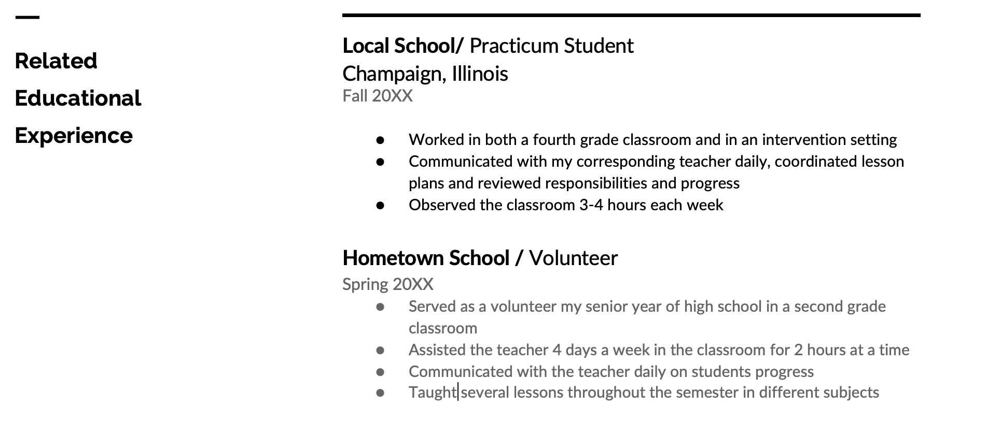 Related
Educational
Experience
Local School/ Practicum Student
Champaign, Illinois
Fall 20XX
● Worked in both a fourth grade classroom and in an intervention setting
● Communicated with my corresponding teacher daily, coordinated lesson
plans and reviewed responsibilities and progress
● Observed the classroom 3-4 hours each week
Hometown School / Volunteer
Spring 20XX
● Served as a volunteer my senior year of high school in a second grade
classroom
● Assisted the teacher 4 days a week in the classroom for 2 hours at a time
● Communicated with the teacher daily on students progress
● Taught several lessons throughout the semester in different subjects